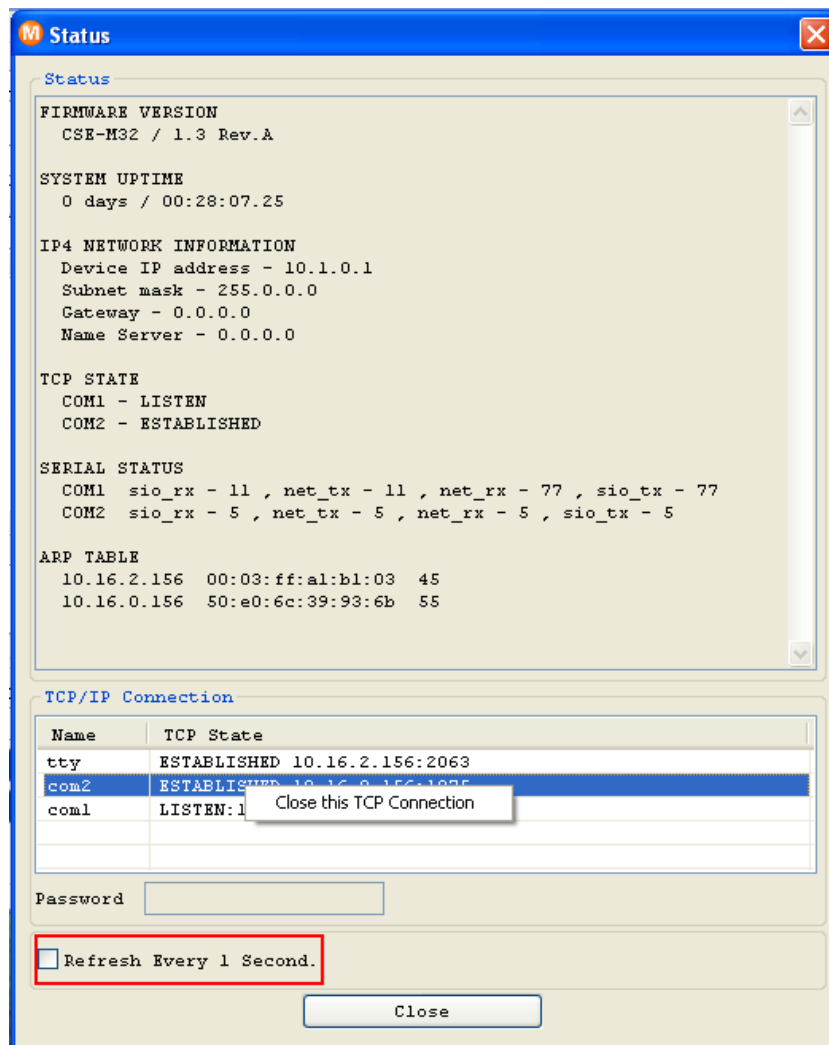 M Status
Status
FIRMWARE VERSION
CSE-M32 / 1.3 Rev.A
SYSTEM UPTIME
0 days / 00:28:07.25
IP4 NETWORK INFORMATION
Device IP address - 10.1.0.1
Subnet mask - 255.0.0.0
Gateway - 0.0.0.0
Name Server - 0.0.0.0
TCP STATE
COM1 - LISTEN
COM2 - ESTABLISHED
SERIAL STATUS
COM1 sio_rx - 11 , net_tx - 11 , net_rx - 77 , sio_tx - 77
COM2 sio_rx - 5 , net_tx - 5 , net_rx - 5 , sio_tx - 5
ARP TABLE
10.16.2.156 00:03:ff:a1:b1:03 45
10.16.0.156 50:e0:6c:39:93:6b 55
TCP/IP Connection
Name TCP State
tty ESTABLISHED 10.16.2.156:2063
com2
Close this TCP Connection
com1 LISTEN:1
Password
Refresh Every 1 Second.
Close